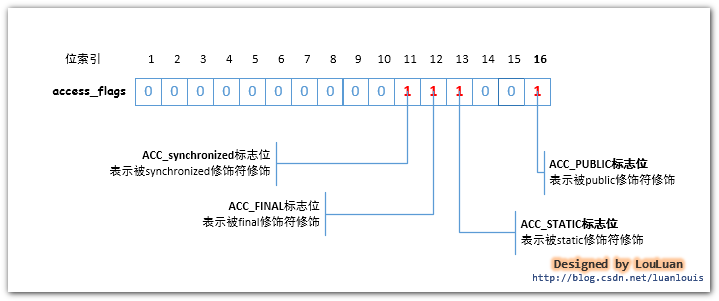 位索引 1 2 3 4 5 6 7 8 9 10 11 12 13 14 15 16
access_flags 0 0 0 0 0 0 0 0 0 0 1 1 1 0 0 1
ACC_synchronized标志位
表示被synchronized修饰符修饰
ACC_PUBLIC标志位
表示被public修饰符修饰
ACC_FINAL标志位
表示被final修饰符修饰
ACC_STATIC标志位
表示被static修饰符修饰
Designed by LouLuan
http://blog.csdn.net/luanlouis